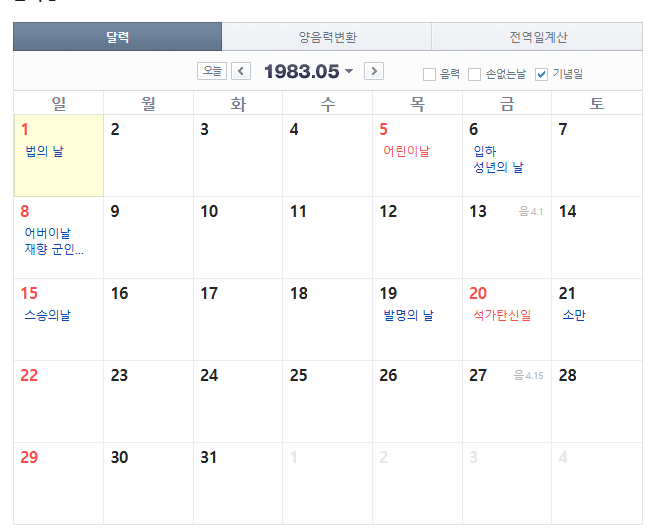 달력 양음력변환 전역일계산
오늘 1983.05 음력 손없는날 기념일
일 월 화 수 목 금 토
1 2 3 4 5 6 7
법의 날 어린이날 입하
성년의 날
8 9 10 11 12 13 음 4.1 14
어버이날
재향 군인...
15 16 17 18 19 20 21
스승의날 발명의 날 석가탄신일 소만
22 23 24 25 26 27 음 4.15 28
29 30 31 1 2 3 4